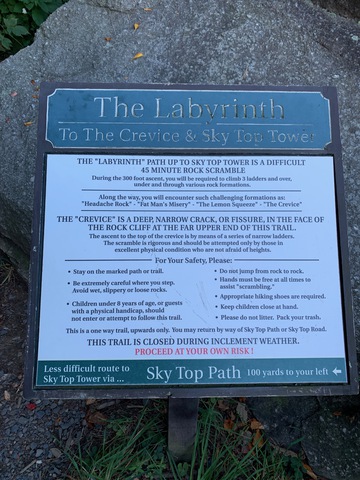 The Labyrinth
To The Crevice & Sky Top Tower
THE "LABYRINTH" PATH UP TO SKY TOP TOWER IS A DIFFICULT
45 MINUTE ROCK SCRAMBLE
During the 300 foot ascent, you will be required to climb 3 ladders and over,
under and through various rock formations.
Along the way, you will encounter such challenging formations as:
"Headache Rock" - "Fat Man's Misery" - "The Lemon Squeeze" - "The Crevice"
THE "CREVICE" IS A DEEP, NARROW CRACK, OR FISSURE, IN THE FACE OF
THE ROCK CLIFF AT THE FAR UPPER END OF THIS TRAIL.
The ascent to the top of the crevice is by means of a series of narrow ladders.
The scramble is rigorous and should be attempted only by those in
excellent physical condition who are not afraid of heights.
For Your Safety, Please:
• Stay on the marked path or trail.
• Be extremely careful where you step.
Avoid wet, slippery or loose rocks.
• Children under 8 years of age, or guests
with a physical handicap, should
not enter or attempt to follow this trail.
• Do not jump from rock to rock.
• Hands must be free at all times to
assist "scrambling."
• Appropriate hiking shoes are required.
• Keep children close at hand.
• Please do not litter. Pack your trash.
This is a one way trail, upwards only. You may return by way of Sky Top Path or Sky Top Road.
THIS TRAIL IS CLOSED DURING INCLEMENT WEATHER.
PROCEED AT YOUR OWN RISK !
Less difficult route to
Sky Top Tower via ...
Sky Top Path
100 yards to your left ←